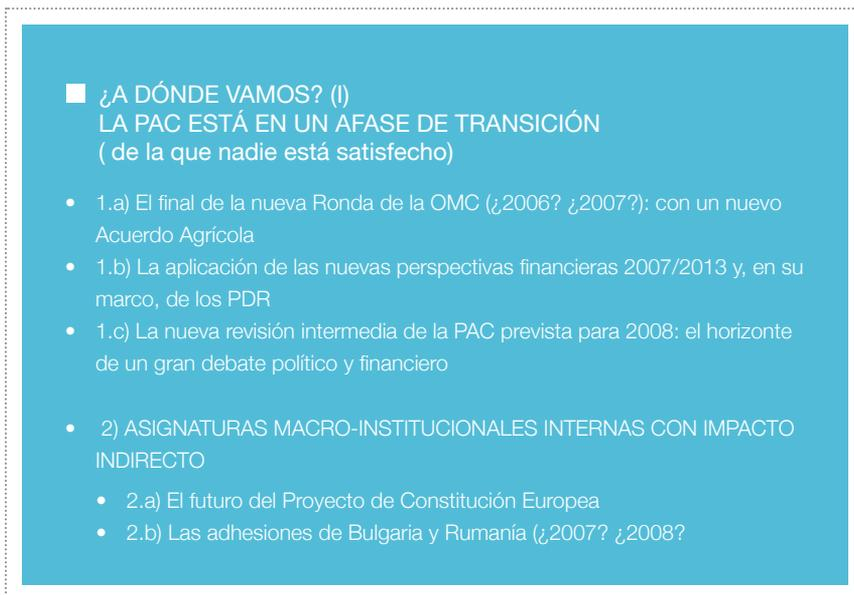 ■ ¿A DÓNDE VAMOS? (I)
LA PAC ESTÁ EN UN AFASE DE TRANSICIÓN
( de la que nadie está satisfecho)
• 1.a) El final de la nueva Ronda de la OMC (¿2006? ¿2007?): con un nuevo
Acuerdo Agrícola
• 1.b) La aplicación de las nuevas perspectivas financieras 2007/2013 y, en su
marco, de los PDR
• 1.c) La nueva revisión intermedia de la PAC prevista para 2008: el horizonte
de un gran debate político y financiero
• 2) ASIGNATURAS MACRO-INSTITUCIONALES INTERNAS CON IMPACTO
INDIRECTO
• 2.a) El futuro del Proyecto de Constitución Europea
• 2.b) Las adhesiones de Bulgaria y Rumanía (¿2007? ¿2008?